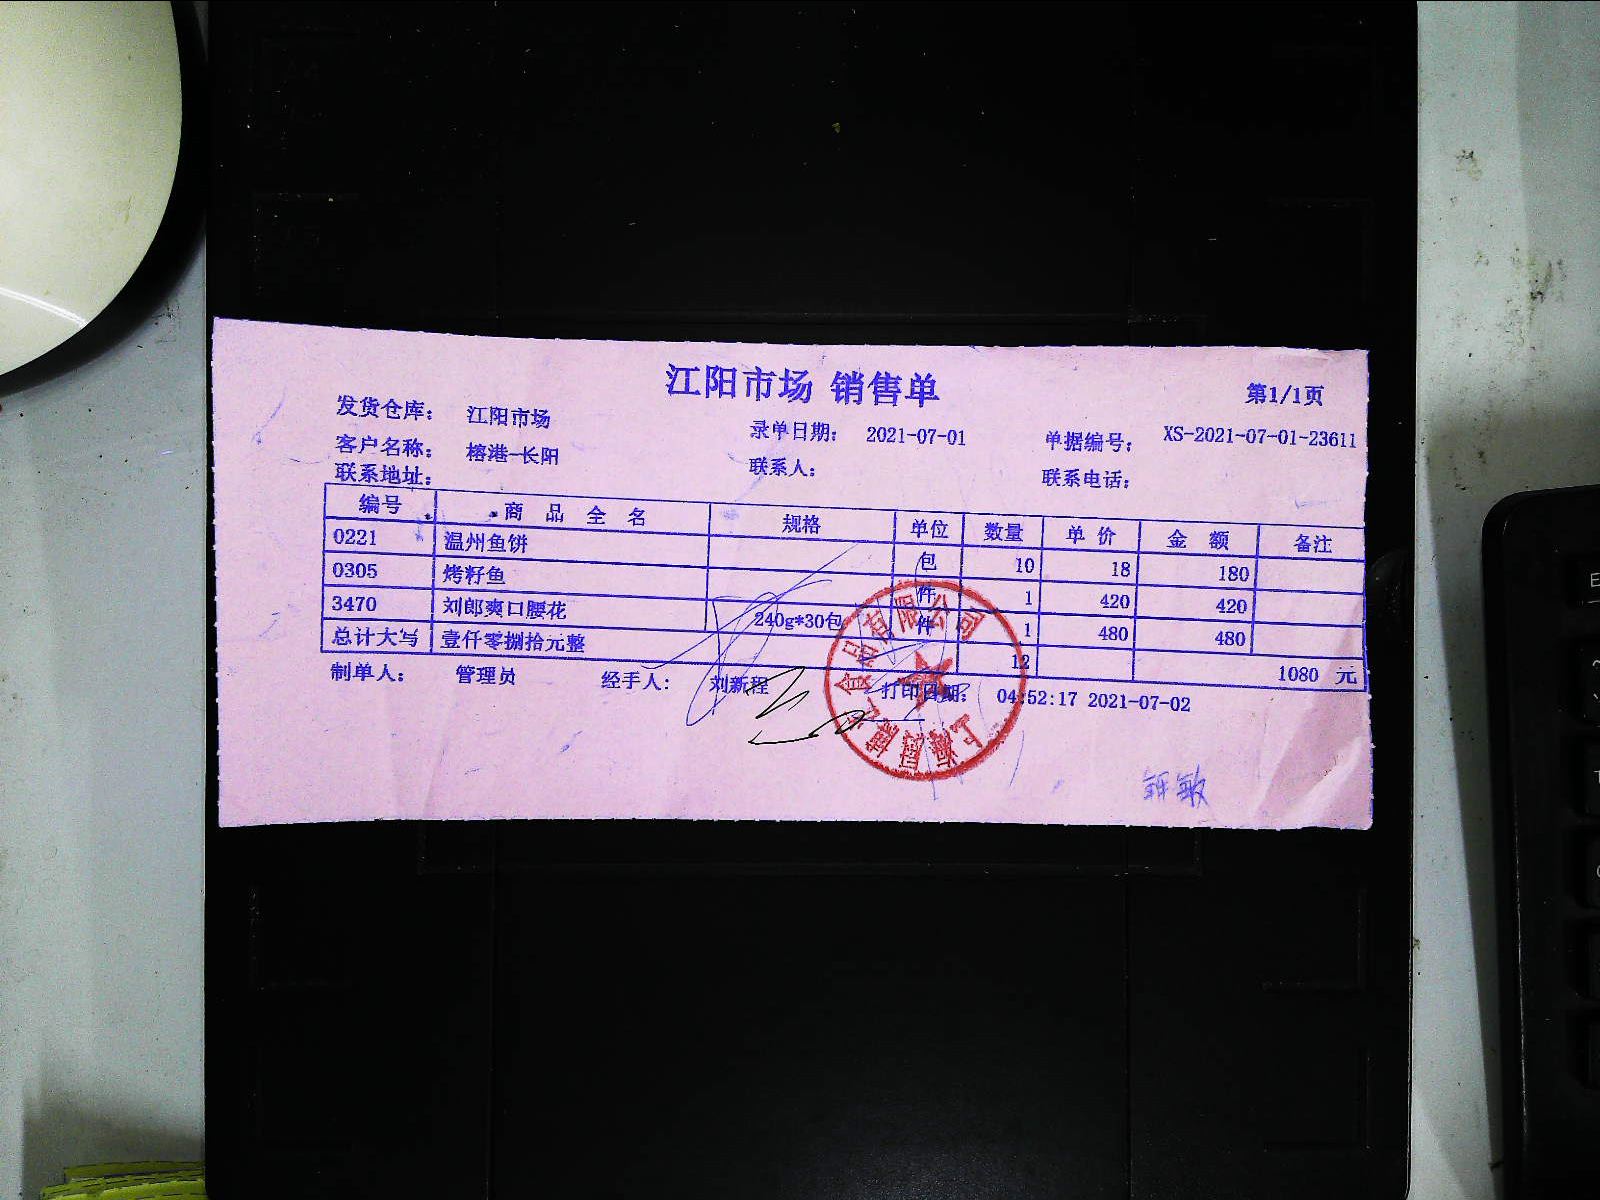 江阳市场 销售单
第1/1页
发货仓库: 江阳市场 录单日期: 2021-07-01 单据编号: XS-2021-07-01-23611
客户名称: 榕港-长阳 联系人: 联系电话:
联系地址:
编号 商品全名 规格 单位 数量 单价 金额 备注
0221 温州鱼饼 包 10 18 180
0305 烤籽鱼 件 1 420 420
3470 刘郎爽口腰花 240g*30包 件 1 480 480
总计大写 壹仟零捌拾元整 12 1080 元
制单人: 管理员 经手人: 刘新程 打印日期: 04:52:17 2021-07-02